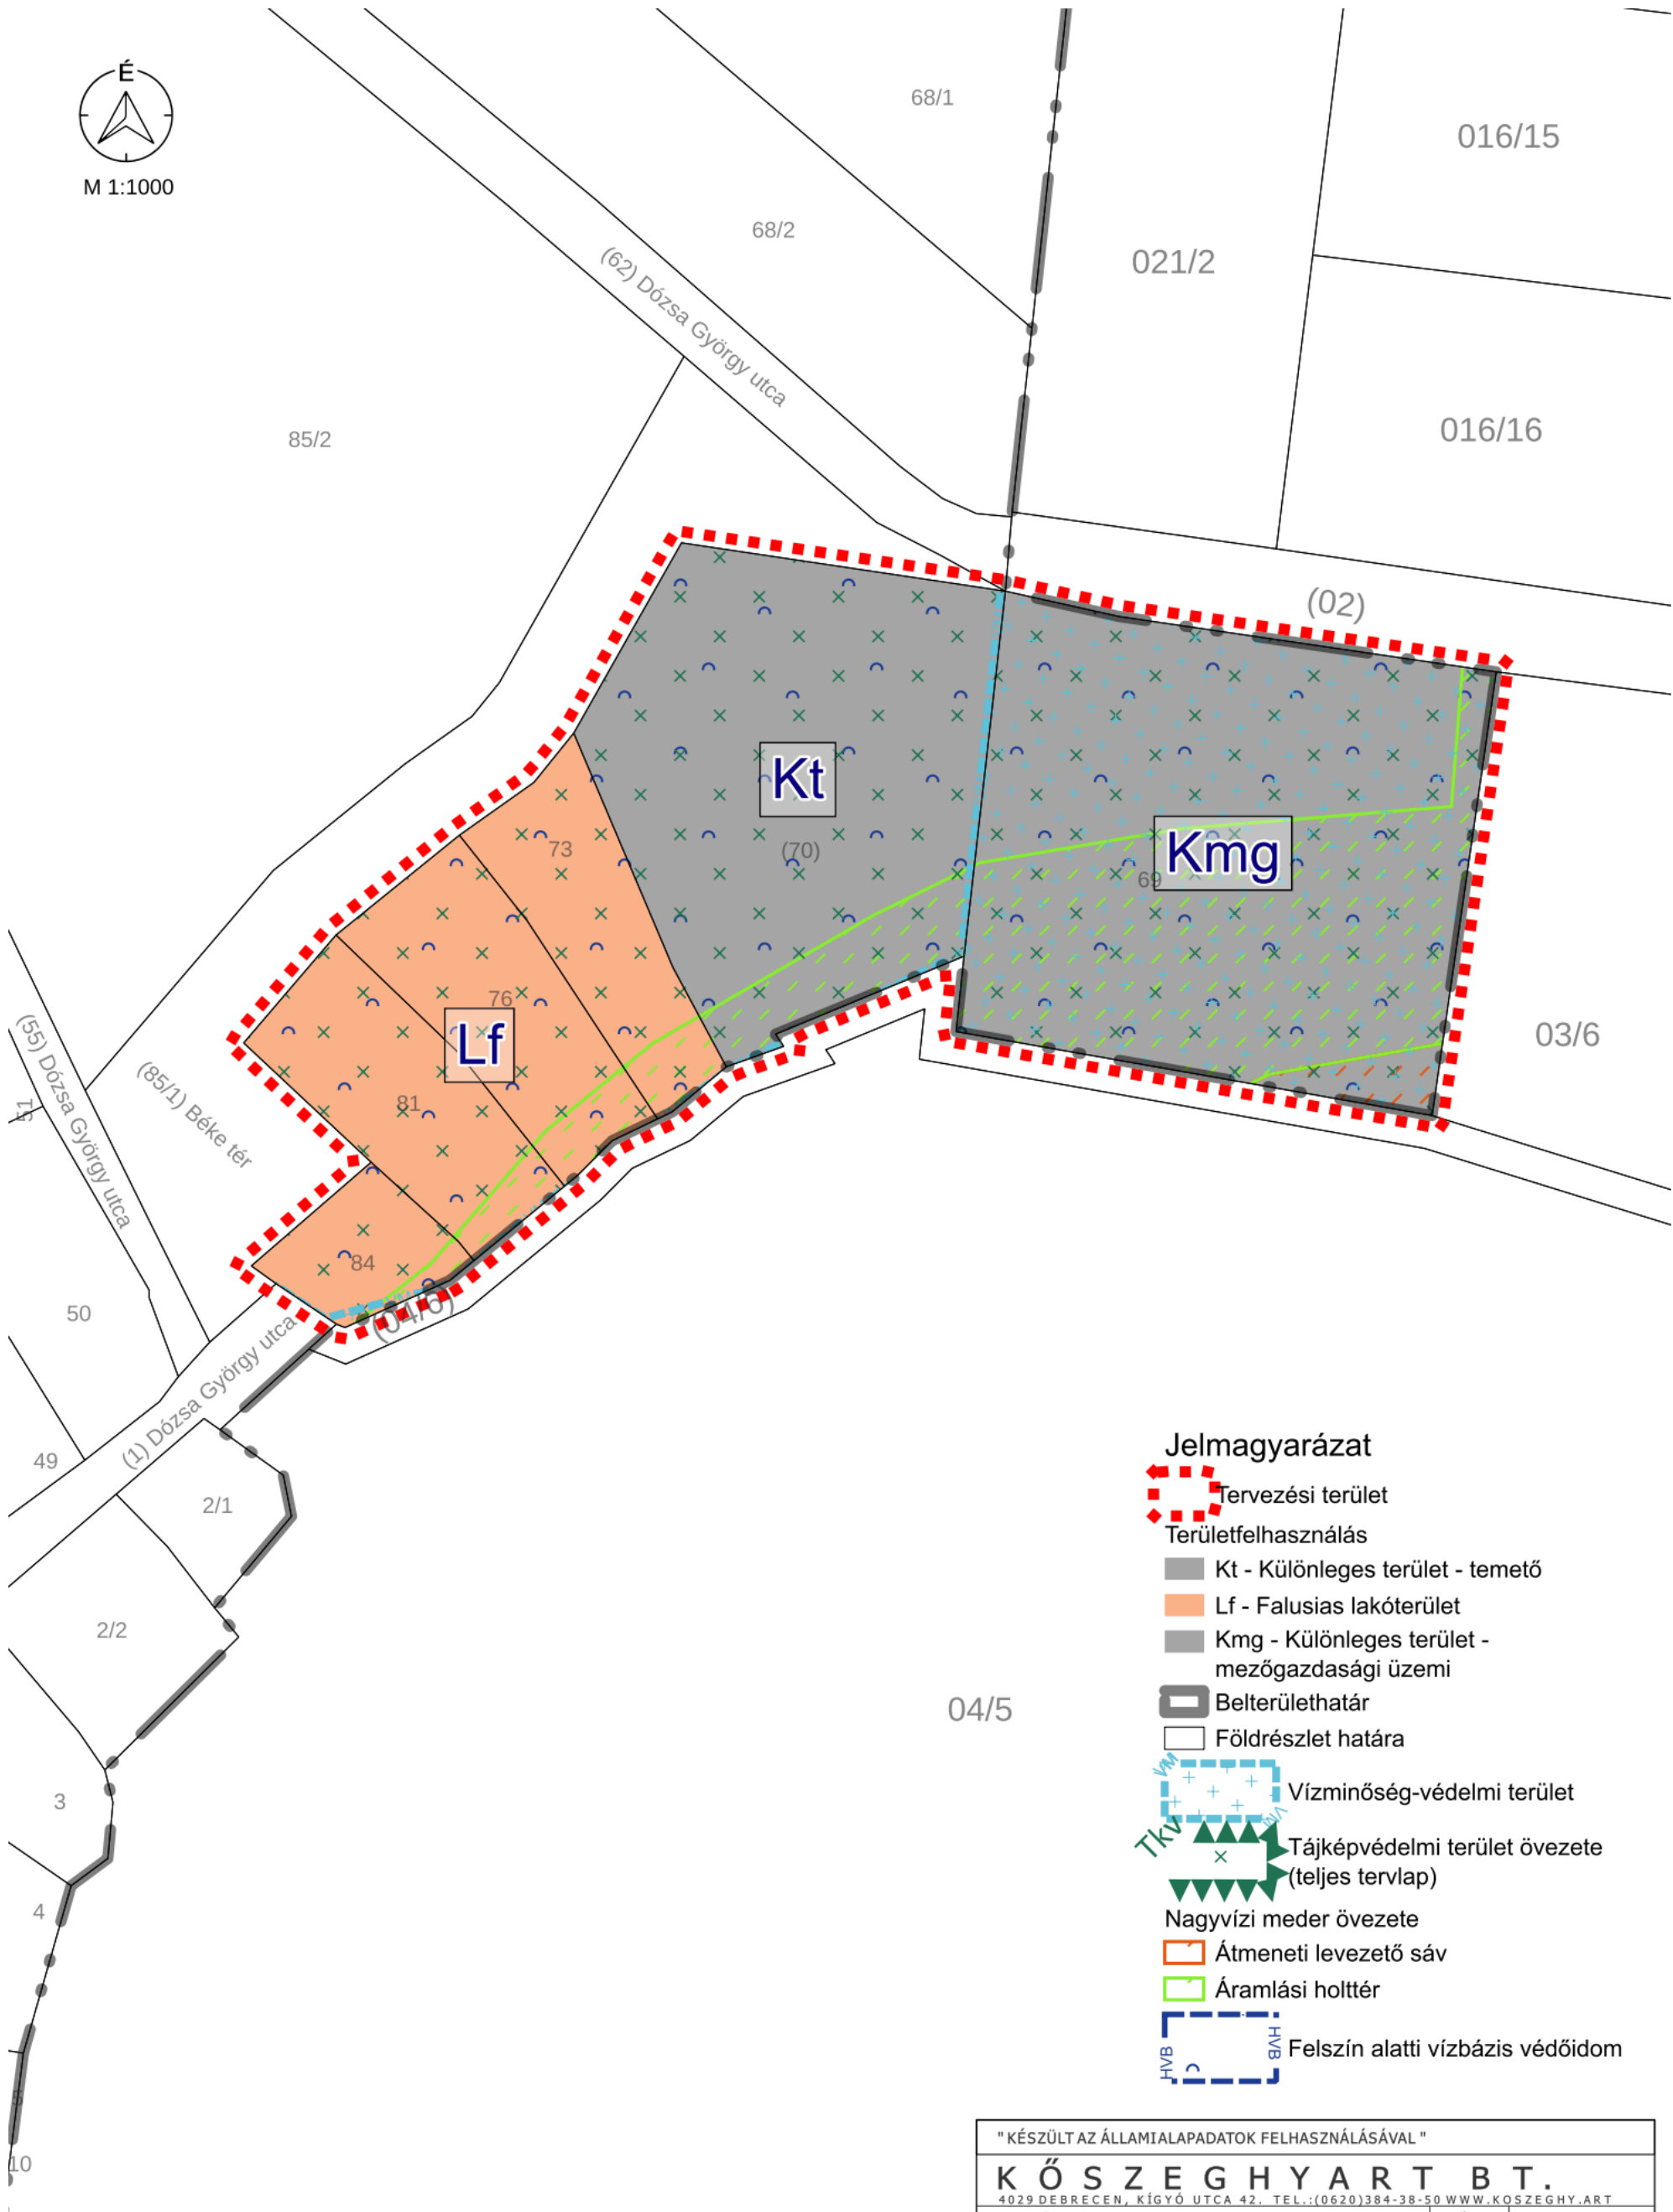 É
M 1:1000
68/1
016/15
68/2
021/2
(62) Dózsa György utca
85/2
016/16
(02)
Kt
(70)
Kmg
69
73
76
Lf
81
84
03/6
(55) Dózsa György utca
(85/1) Béke tér
50
(04/6)
(1) Dózsa György utca
49
2/1
2/2
04/5
3
4
10
Jelmagyarázat
Tervezési terület
Területfelhasználás
Kt - Különleges terület - temető
Lf - Falusias lakóterület
Kmg - Különleges terület -
mezőgazdasági üzemi
Belterülethatár
Földrészlet határa
VM
VM
Vízminőség-védelmi terület
Tkv
Tájképvédelmi terület övezete
(teljes tervlap)
Nagyvízi meder övezete
Átmeneti levezető sáv
Áramlási holttér
HVB
HVB
Felszín alatti vízbázis védőidom
"KÉSZÜLT AZ ÁLLAMIALAPADATOK FELHASZNÁLÁSÁVAL"
KŐSZEGHYART BT.
4029 DEBRECEN, KÍGYÓ UTCA 42. TEL.:(0620)384-38-50 WWW.KOSZEGHY.ART